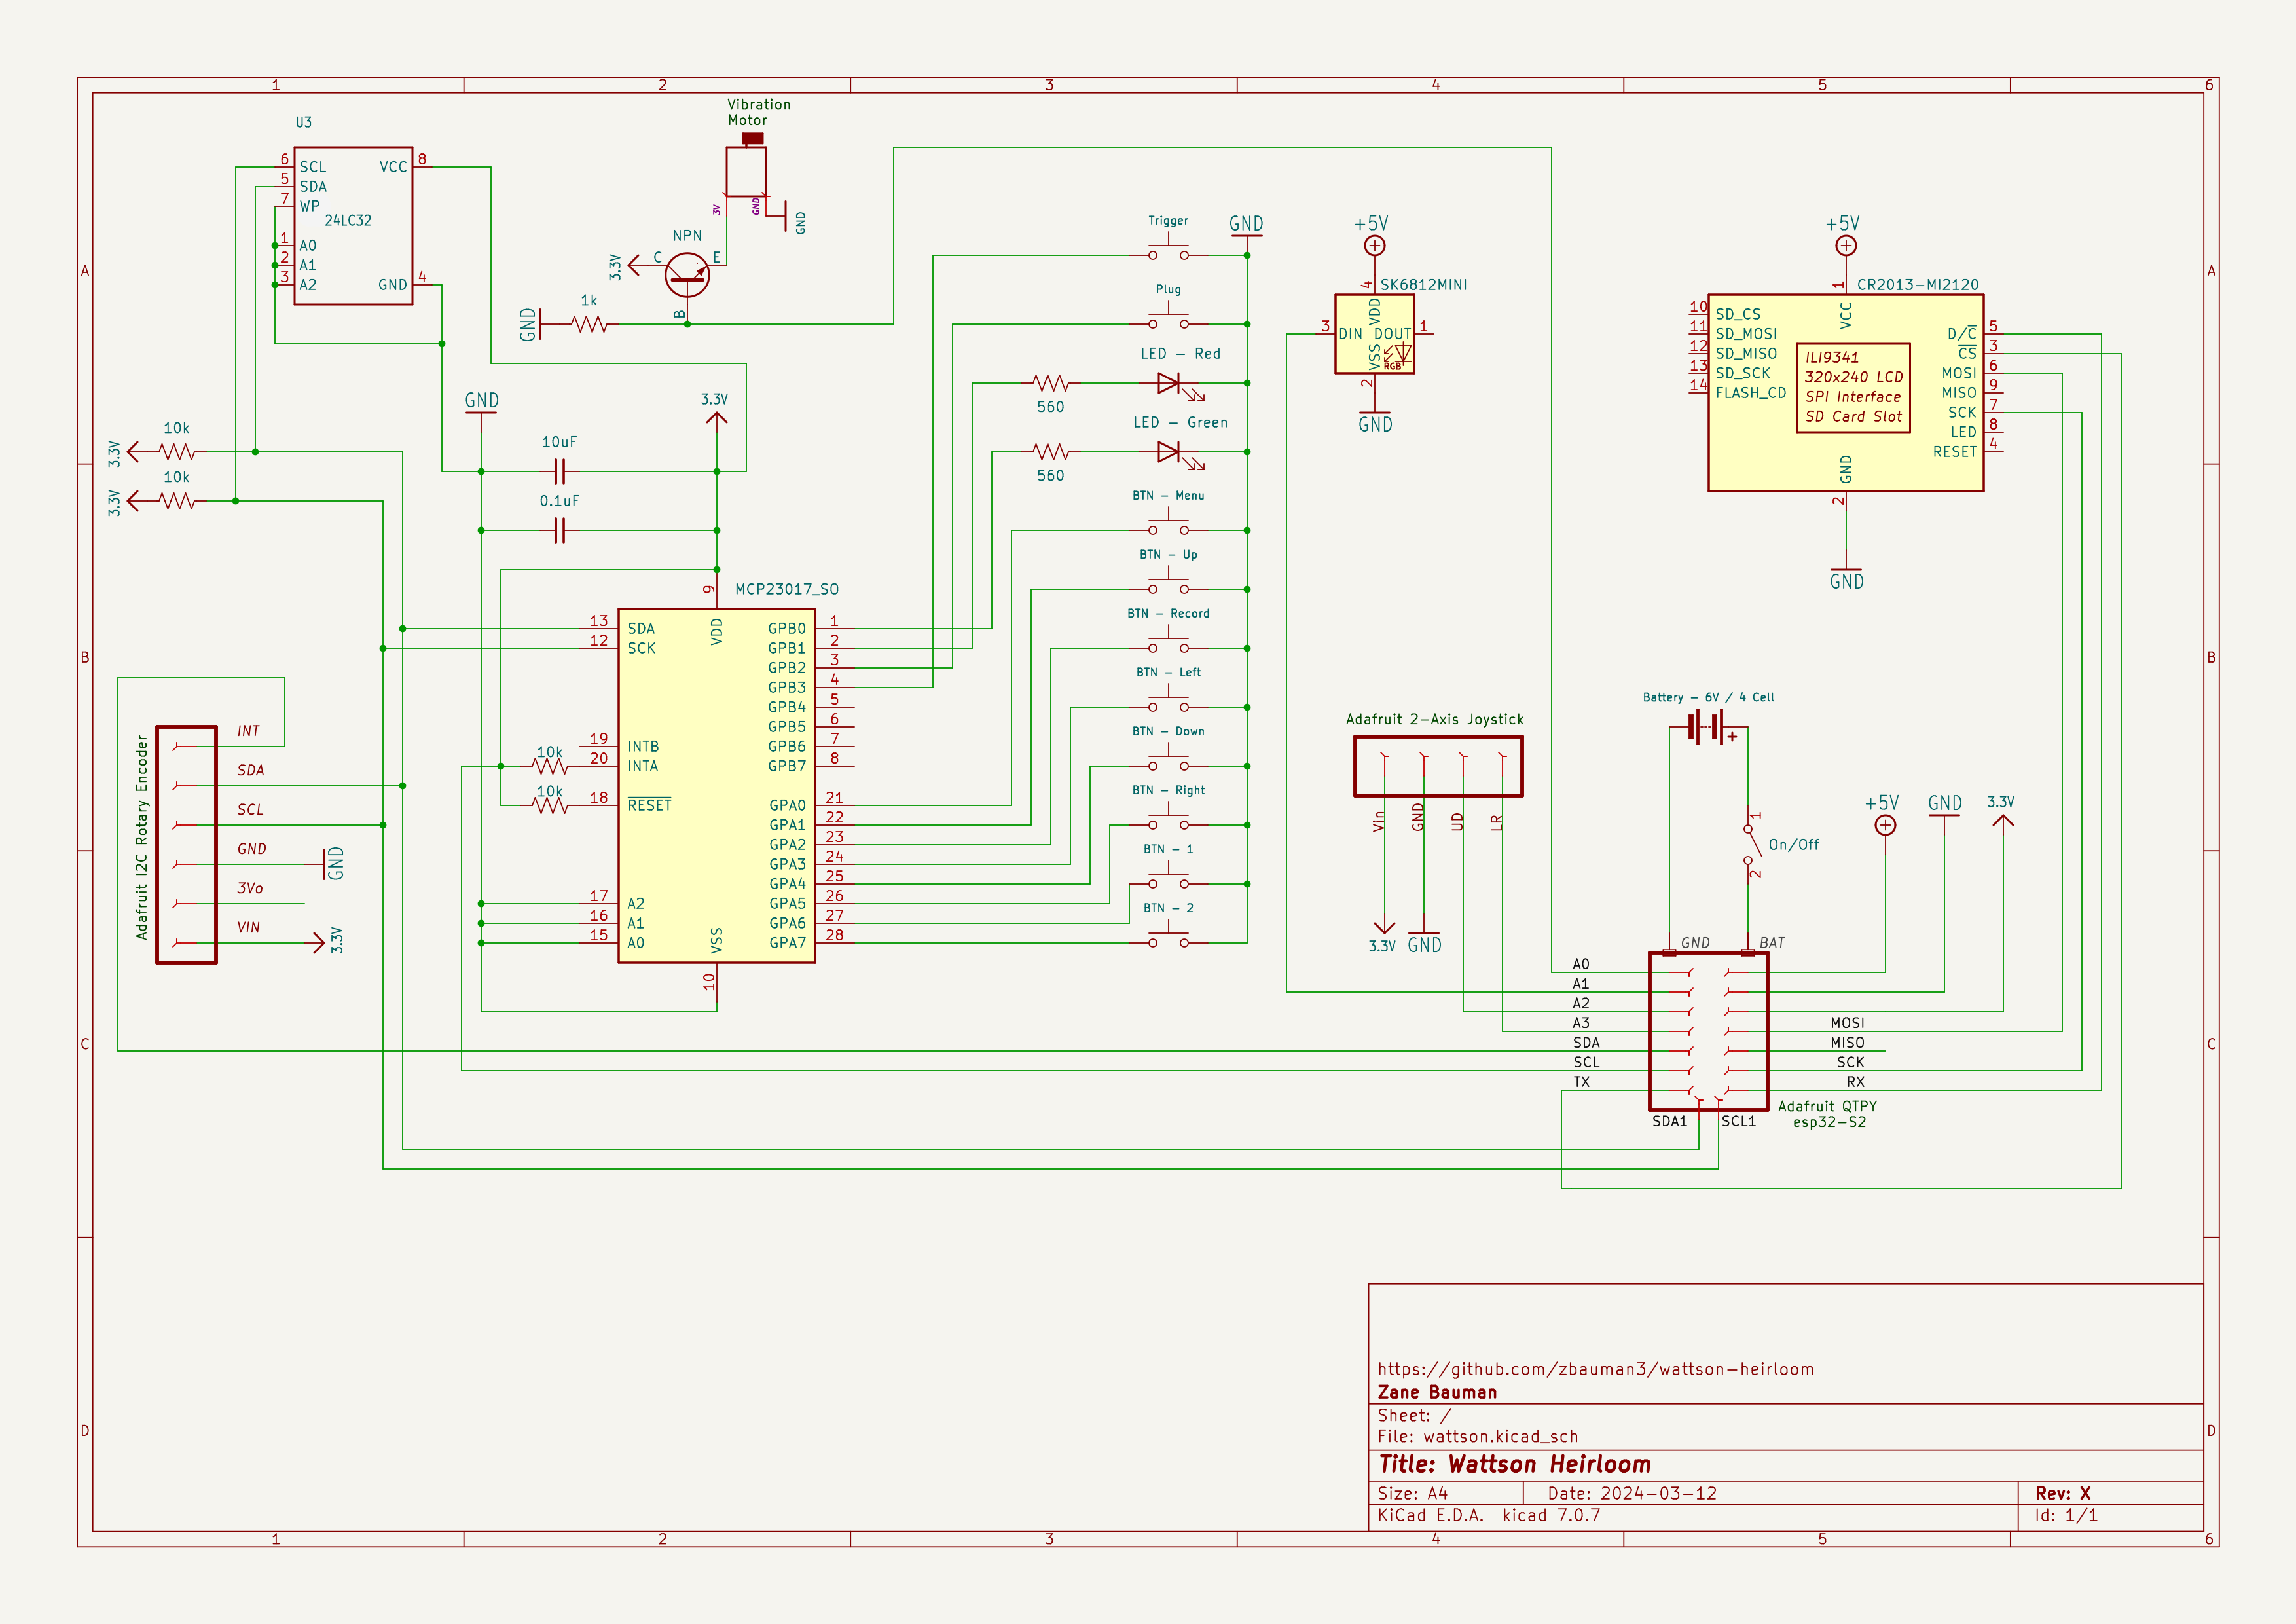 1 2 3 4 5 6
A
B
C
D
U3
6 SCL
5 SDA
7 WP
24LC32
1 A0
2 A1
3 A2
VCC 8
GND 4
Vibration
Motor
3V
GND
GND
NPN
C
E
B
3.3V
GND
1k
10k
3.3V
10k
3.3V
GND
3.3V
10uF
0.1uF
MCP23017_SO
9
VDD
13 SDA
12 SCK
19 INTB
20 INTA
18 RESET
10k
10k
17 A2
16 A1
15 A0
VSS
10
GPB0 1
GPB1 2
GPB2 3
GPB3 4
GPB4 5
GPB5 6
GPB6 7
GPB7 8
GPA0 21
GPA1 22
GPA2 23
GPA3 24
GPA4 25
GPA5 26
GPA6 27
GPA7 28
Adafruit I2C Rotary Encoder
INT
SDA
SCL
GND
GND
3Vo
VIN
3.3V
GND
Trigger
Plug
LED - Red
560
LED - Green
560
BTN - Menu
BTN - Up
BTN - Record
BTN - Left
BTN - Down
BTN - Right
BTN - 1
BTN - 2
+5V
SK6812MINI
4
VDD
3 DIN
DOUT 1
VSS
RGB
2
GND
+5V
CR2013-MI2120
1
VCC
10 SD_CS
11 SD_MOSI
12 SD_MISO
13 SD_SCK
14 FLASH_CD
ILI9341
320x240 LCD
SPI Interface
SD Card Slot
D/C 5
CS 3
MOSI 6
MISO 9
SCK 7
LED 8
RESET 4
GND
2
GND
Adafruit 2-Axis Joystick
Vin
GND
UD
LR
3.3V
GND
Battery - 6V / 4 Cell
+
1
On/Off
2
+5V
GND
3.3V
GND
BAT
A0
A1
A2
A3
SDA
SCL
TX
MOSI
MISO
SCK
RX
SDA1
SCL1
Adafruit QTPY
esp32-S2
https://github.com/zbauman3/wattson-heirloom
Zane Bauman
Sheet: /
File: wattson.kicad_sch
Title: Wattson Heirloom
Size: A4
Date: 2024-03-12
Rev: X
KiCad E.D.A. kicad 7.0.7
Id: 1/1
A
B
C
D
1 2 3 4 5 6